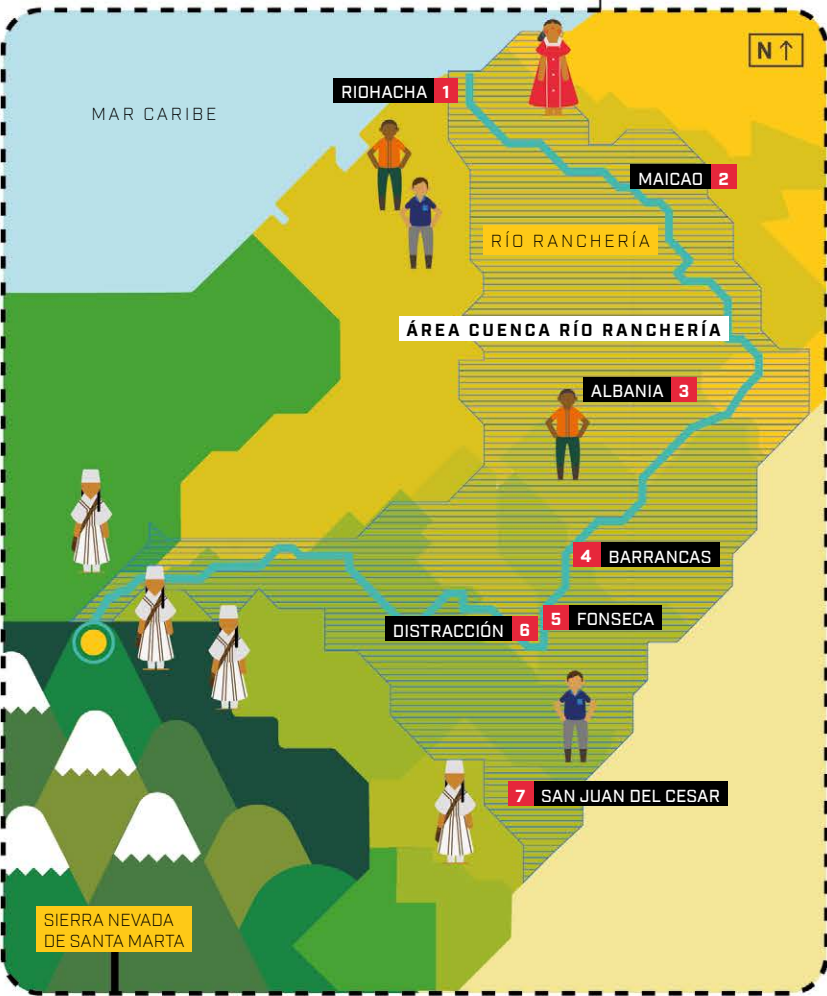 N ↑
MAR CARIBE
RIOHACHA 1
MAICAO 2
RÍO RANCHERÍA
ÁREA CUENCA RÍO RANCHERÍA
ALBANIA 3
4 BARRANCAS
5 FONSECA
DISTRACCIÓN 6
7 SAN JUAN DEL CESAR
SIERRA NEVADA
DE SANTA MARTA